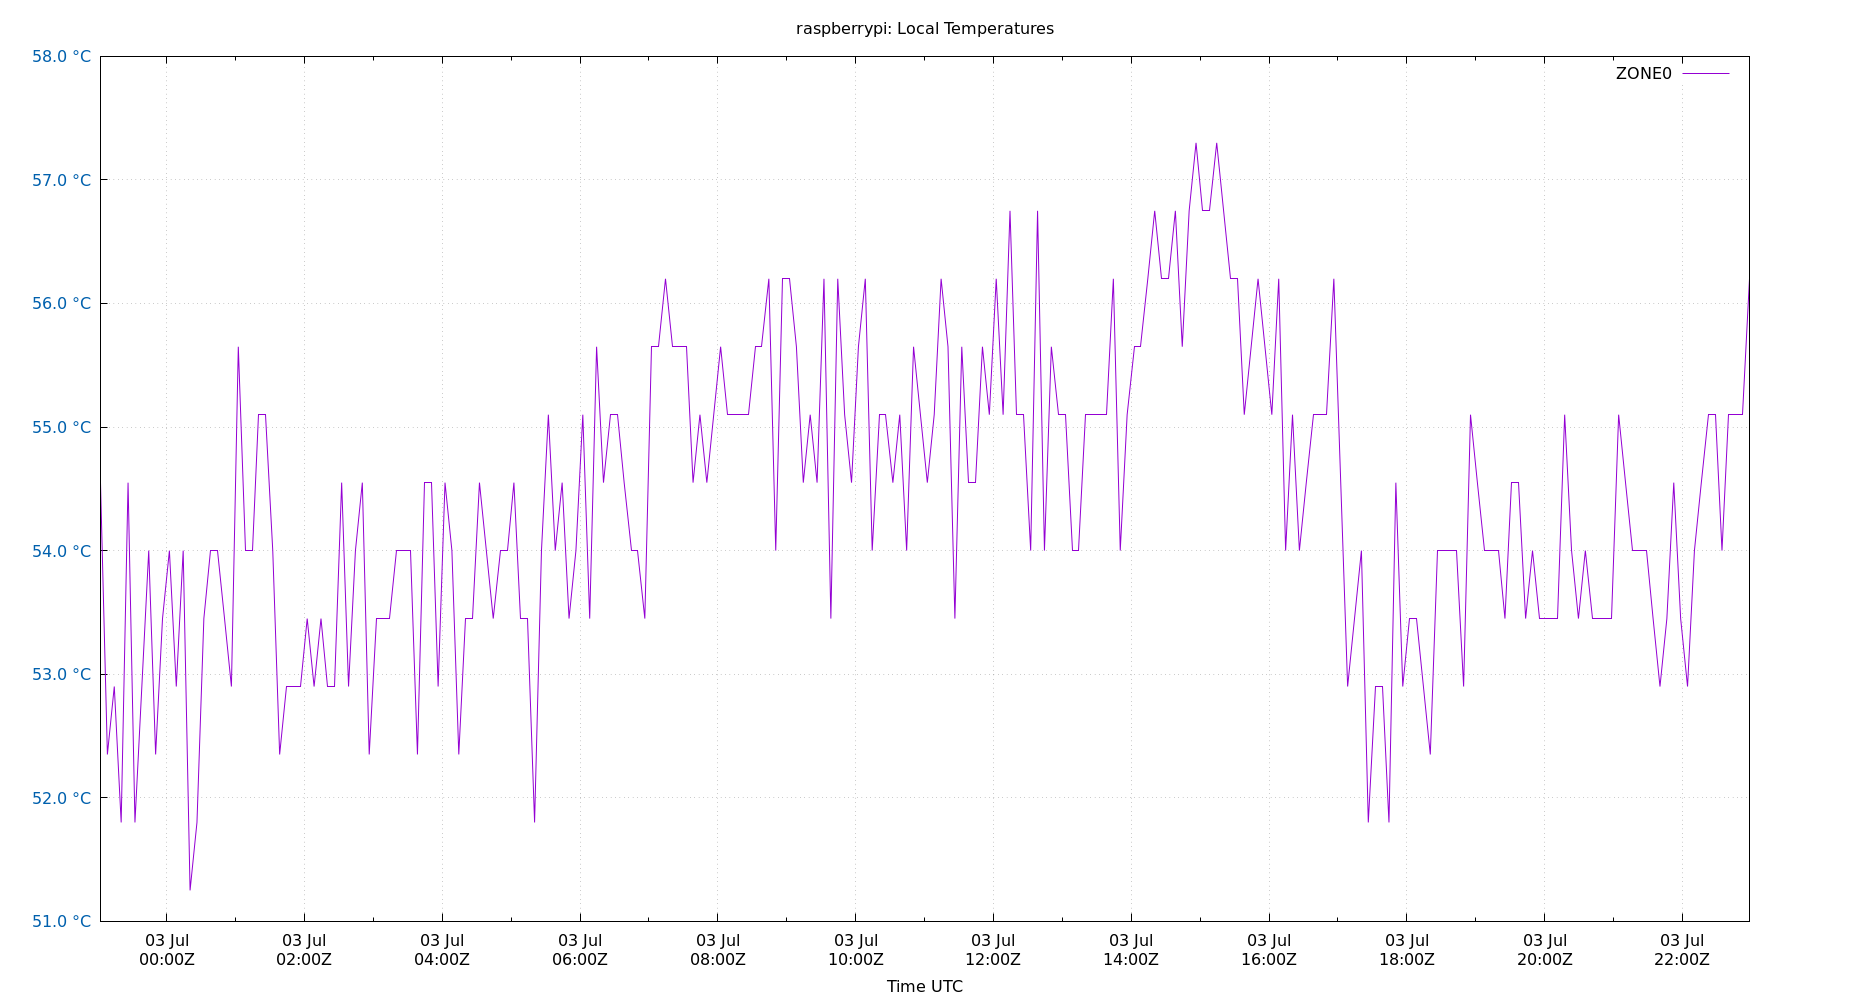 raspberrypi: Local Temperatures
58.0 °C
ZONE0
57.0 °C
56.0 °C
55.0 °C
54.0 °C
53.0 °C
52.0 °C
51.0 °C
03 Jul 03 Jul 03 Jul 03 Jul 03 Jul 03 Jul 03 Jul 03 Jul 03 Jul 03 Jul 03 Jul 03 Jul
00:00Z 02:00Z 04:00Z 06:00Z 08:00Z 10:00Z 12:00Z 14:00Z 16:00Z 18:00Z 20:00Z 22:00Z
Time UTC